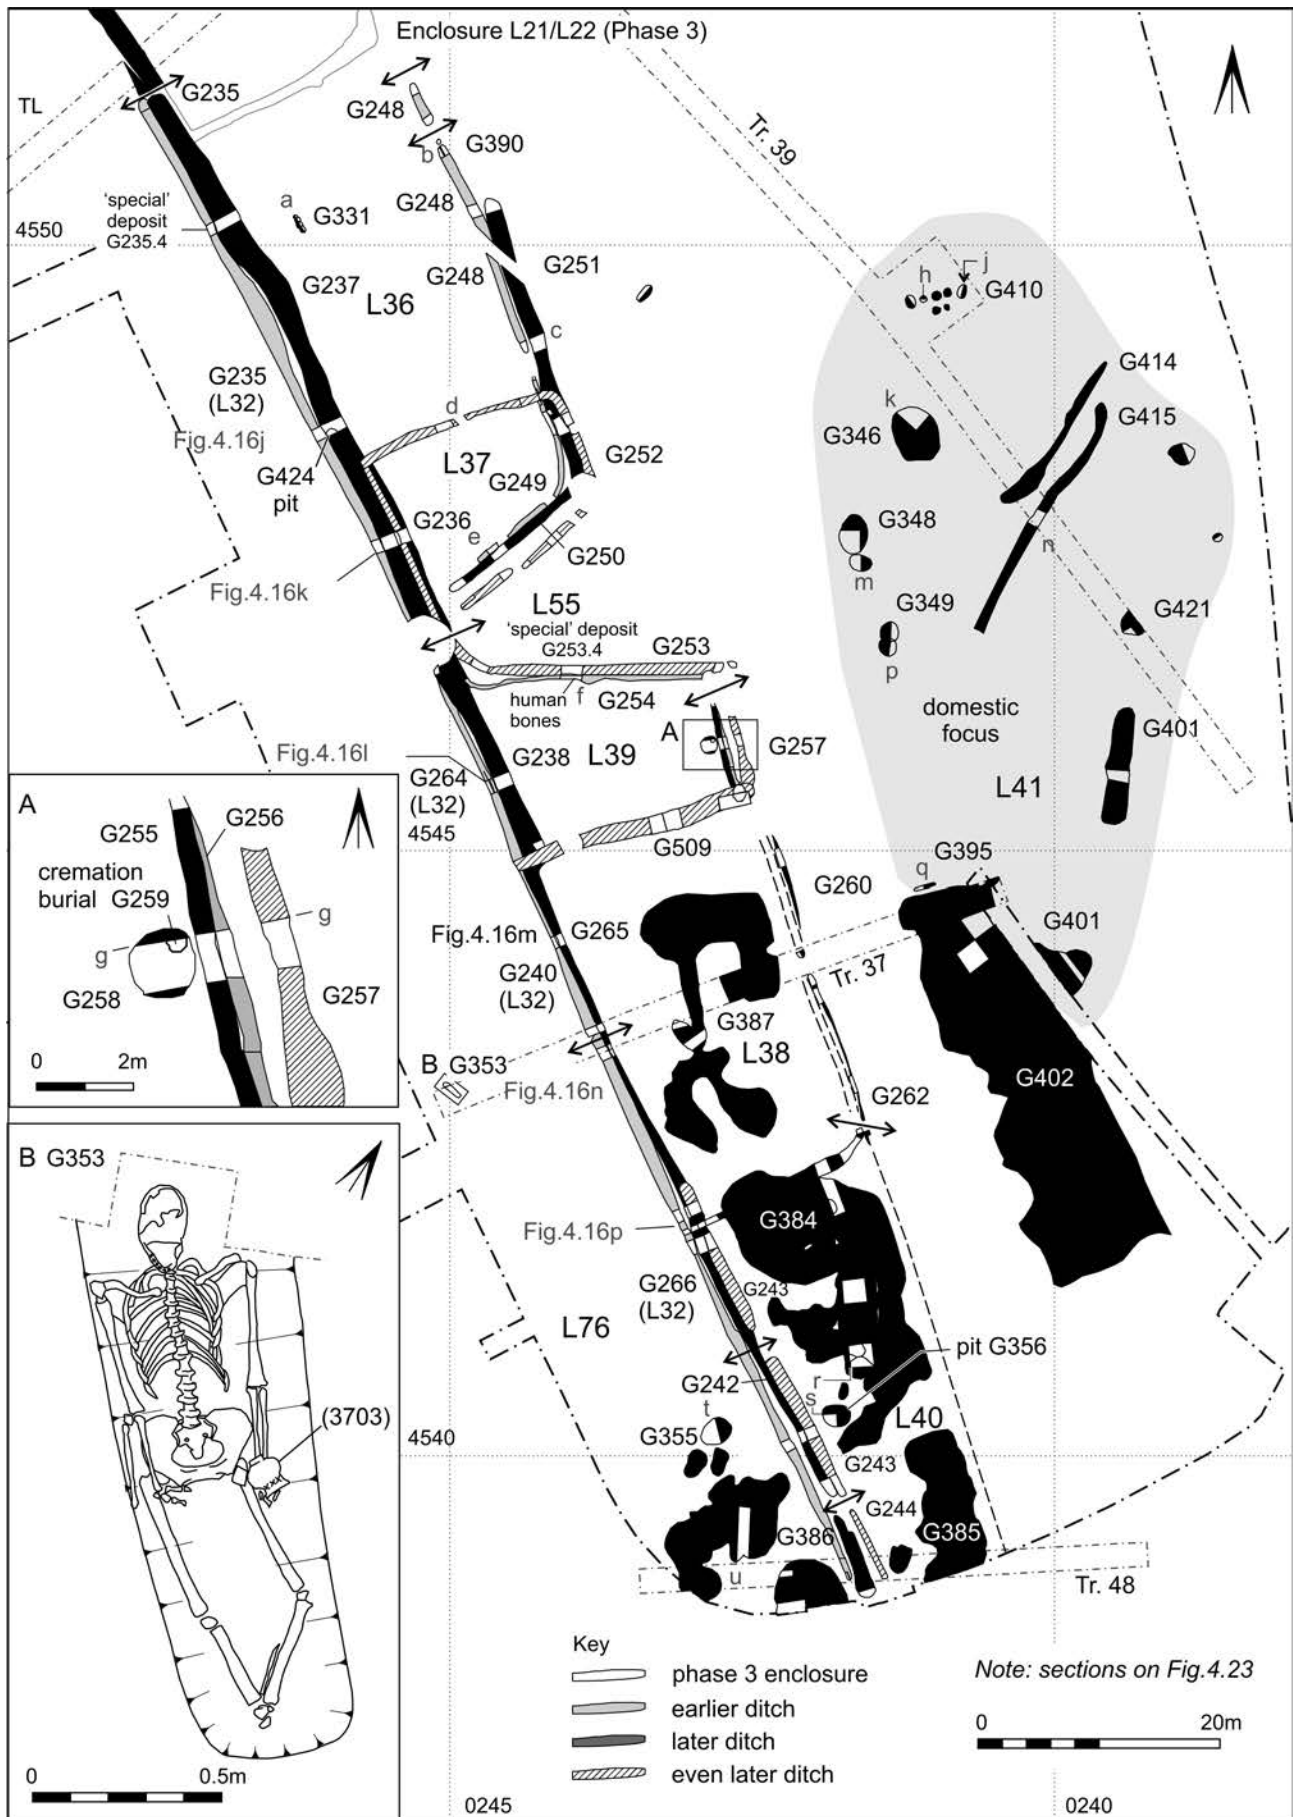 Enclosure L21/L22 (Phase 3)
G235
TL
G248
G390
b
Tr. 39
'special'
deposit
G235.4
a
G331
G248
4550
G237
L36
G248
G251
c
h
j
G410
G414
G415
k
G346
G235
(L32)
Fig.4.16j
d
L37
G249
G252
G424
pit
G236
e
G250
G348
m
n
Fig.4.16k
L55
'special' deposit
G253.4
G253
G349
p
G421
human
bones
f
G254
domestic
focus
G401
A
G257
Fig.4.16l
G238
L39
L41
G264
(L32)
4545
G509
G395
q
G260
G401
Fig.4.16m
G265
G240
(L32)
Tr. 37
G387
L38
B
G353
Fig.4.16n
G402
G262
Fig.4.16p
G384
G266
(L32)
G243
L76
pit G356
G242
r
s
t
L40
G355
4540
G243
G244
G386
G385
u
Tr. 48
A
G255
G256
cremation
burial G259
g
g
G258
G257
0 2m
B G353
(3703)
0 0.5m
Key
phase 3 enclosure
earlier ditch
later ditch
even later ditch
Note: sections on Fig.4.23
0 20m
0245
0240